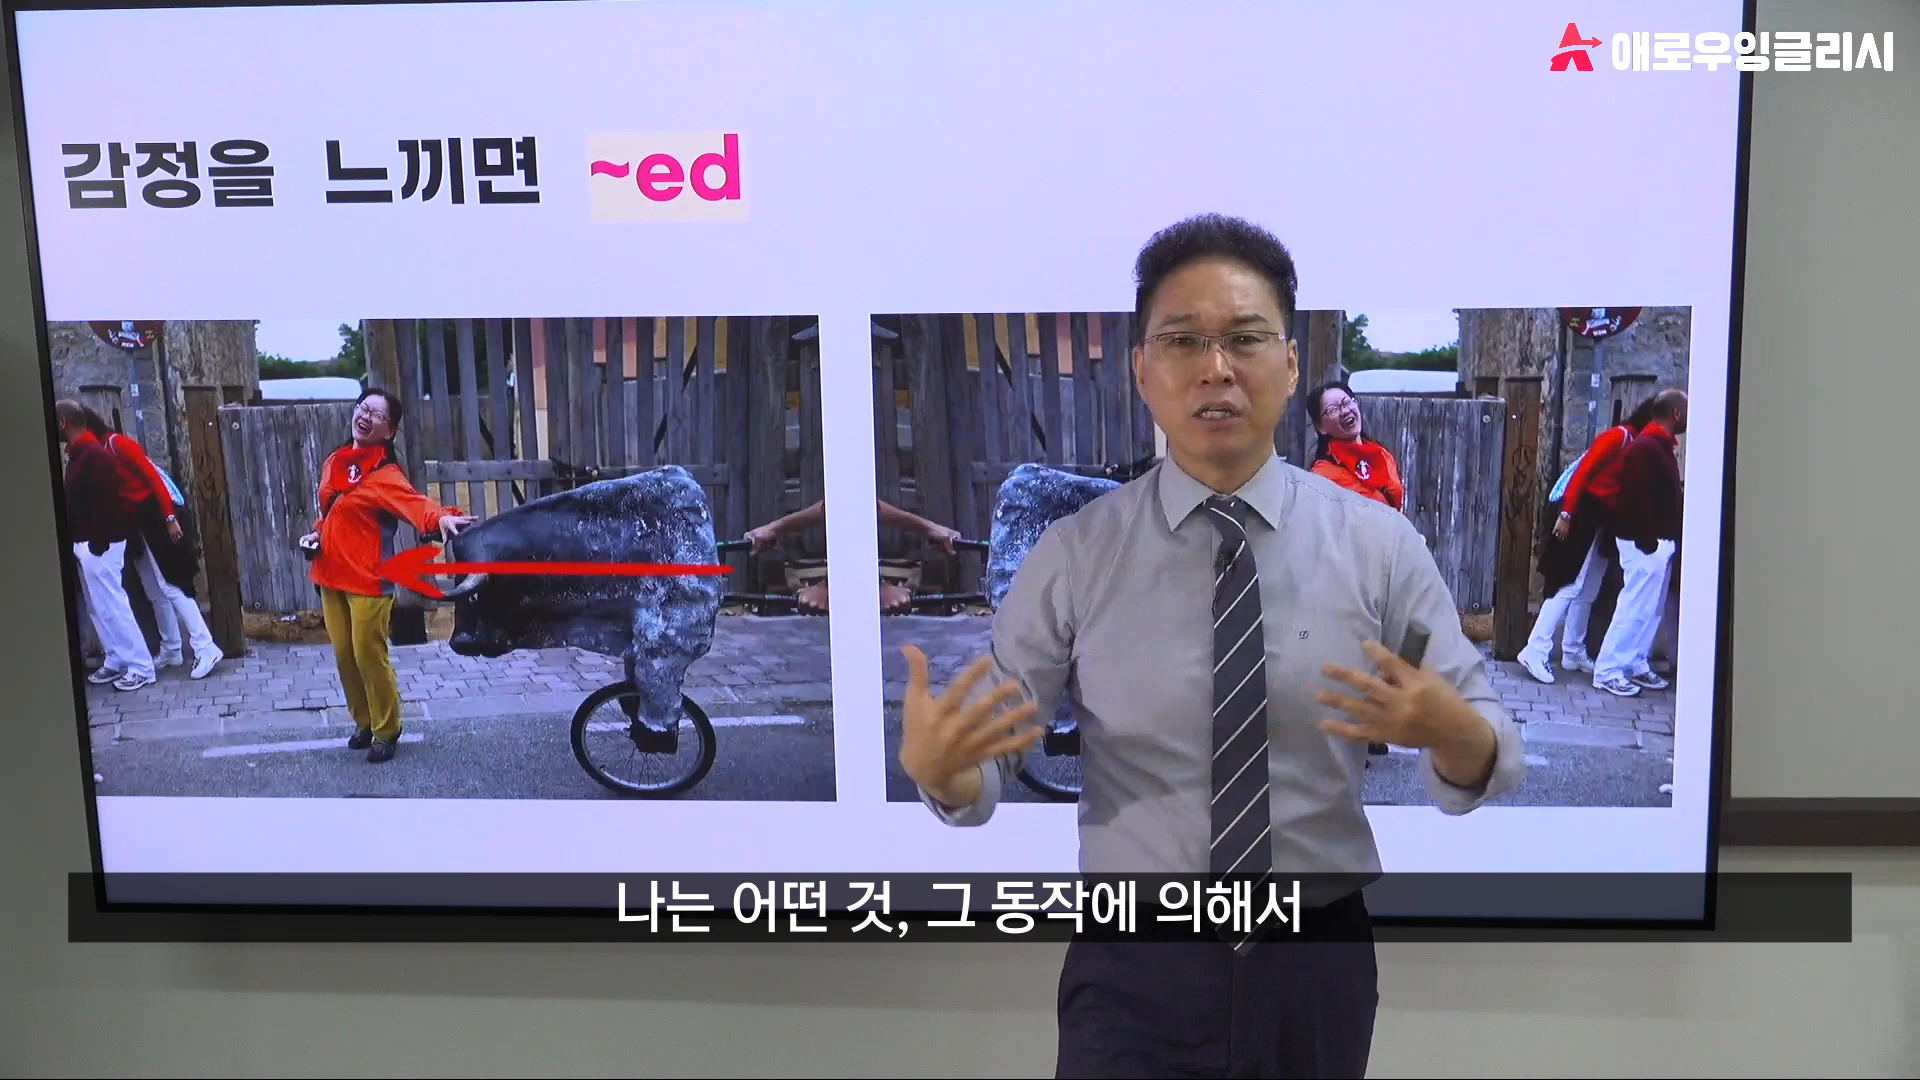 애로우잉글리시
감정을 느끼면 ~ed
나는 어떤 것, 그 동작에 의해서